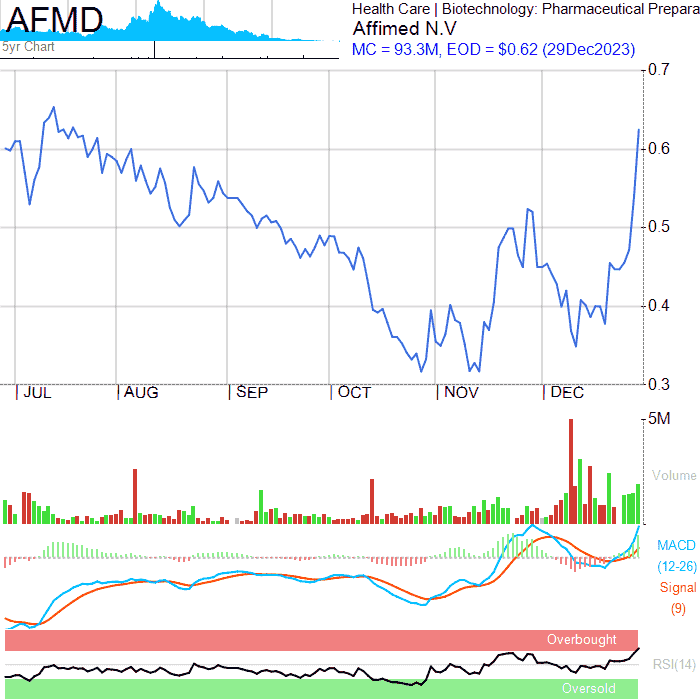 AFMD
5yr Chart
Health Care | Biotechnology: Pharmaceutical Prepara
Affimed N.V
MC = 93.3M, EOD = $0.62 (29Dec2023)
0.7
0.6
0.5
0.4
0.3
JUL
AUG
SEP
OCT
NOV
DEC
5M
Volume
MACD
(12-26)
Signal
(9)
Overbought
RSI(14)
Oversold